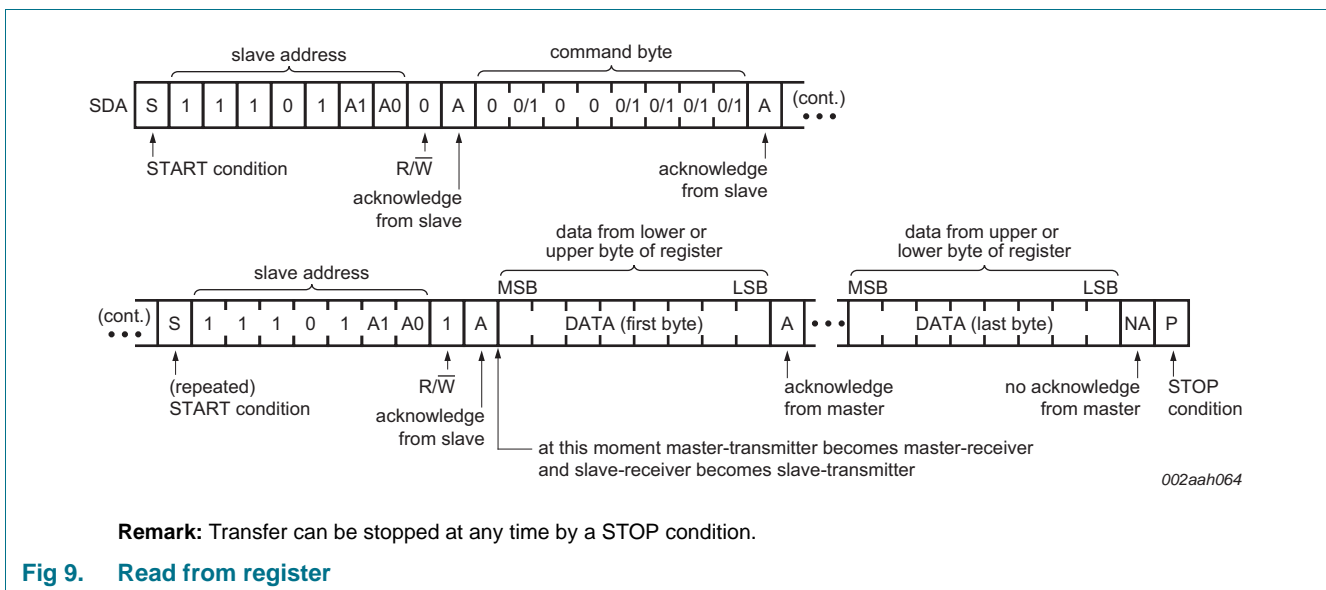 slave address
command byte
SDA S 1 1 1 0 1 A1 A0 0 A 0 0/1 0 0 0/1 0/1 0/1 0/1 A (cont.)
START condition
R/W
acknowledge
from slave
acknowledge
from slave
data from lower or
upper byte of register
data from upper or
lower byte of register
slave address
MSB LSB MSB LSB
(cont.) S 1 1 1 0 1 A1 A0 1 A DATA (first byte) A DATA (last byte) NA P
(repeated)
START condition
R/W
acknowledge
from slave
acknowledge
from master
no acknowledge
from master
STOP
condition
at this moment master-transmitter becomes master-receiver
and slave-receiver becomes slave-transmitter
002aah064
Remark: Transfer can be stopped at any time by a STOP condition.
Fig 9. Read from register